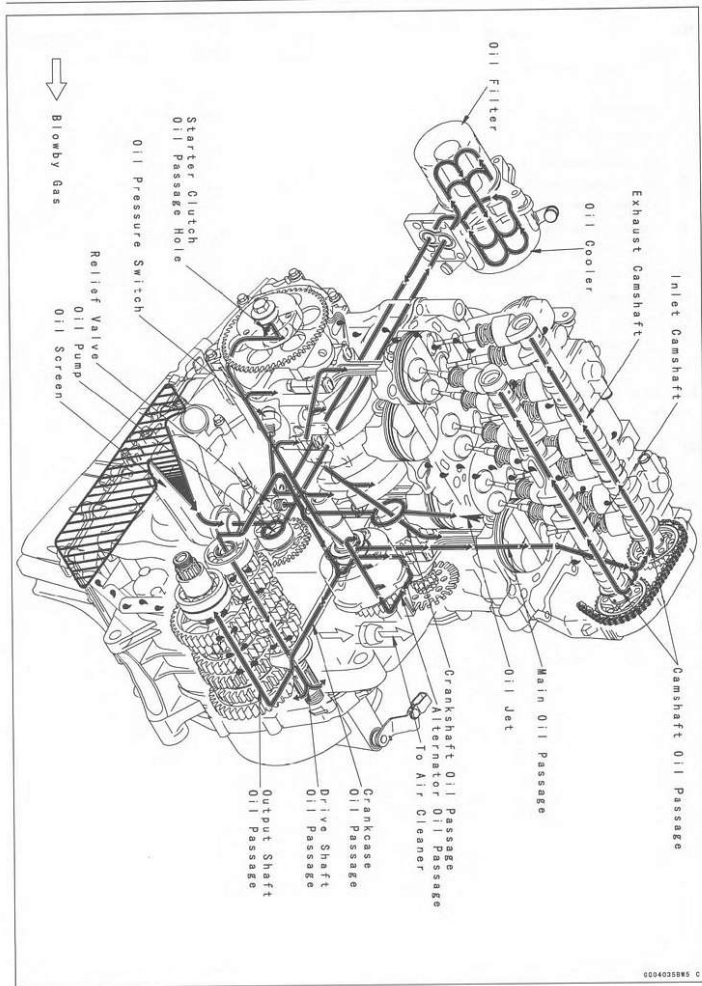 Oil Filter
Oil Cooler
Exhaust Camshaft
Inlet Camshaft
Camshaft Oil Passage
Main Oil Passage
Oil Jet
Crankshaft Oil Passage
Alternator Oil Passage
To Air Cleaner
Crankcase
Oil Passage
Drive Shaft
Oil Passage
Output Shaft
Oil Passage
Starter Clutch
Oil Passage Hole
Oil Pressure Switch
Relief Valve
Oil Pump
Oil Screen
Blowby Gas
GG04035BW5 C